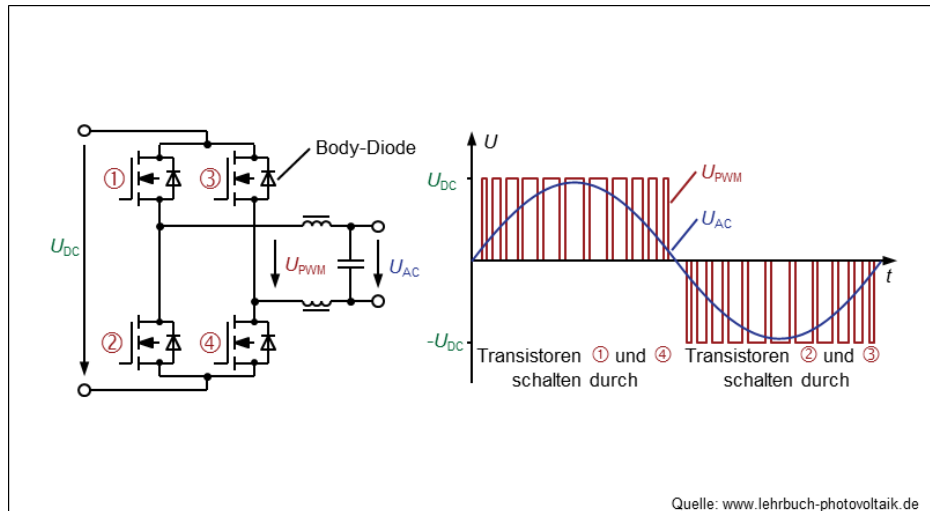 ① ③ Body-Diode
U_DC
U_PWM
U_AC
② ④
U
U_DC
U_PWM
U_AC
t
-U_DC
Transistoren ① und ④
schalten durch
Transistoren ② und ③
schalten durch
Quelle: www.lehrbuch-photovoltaik.de